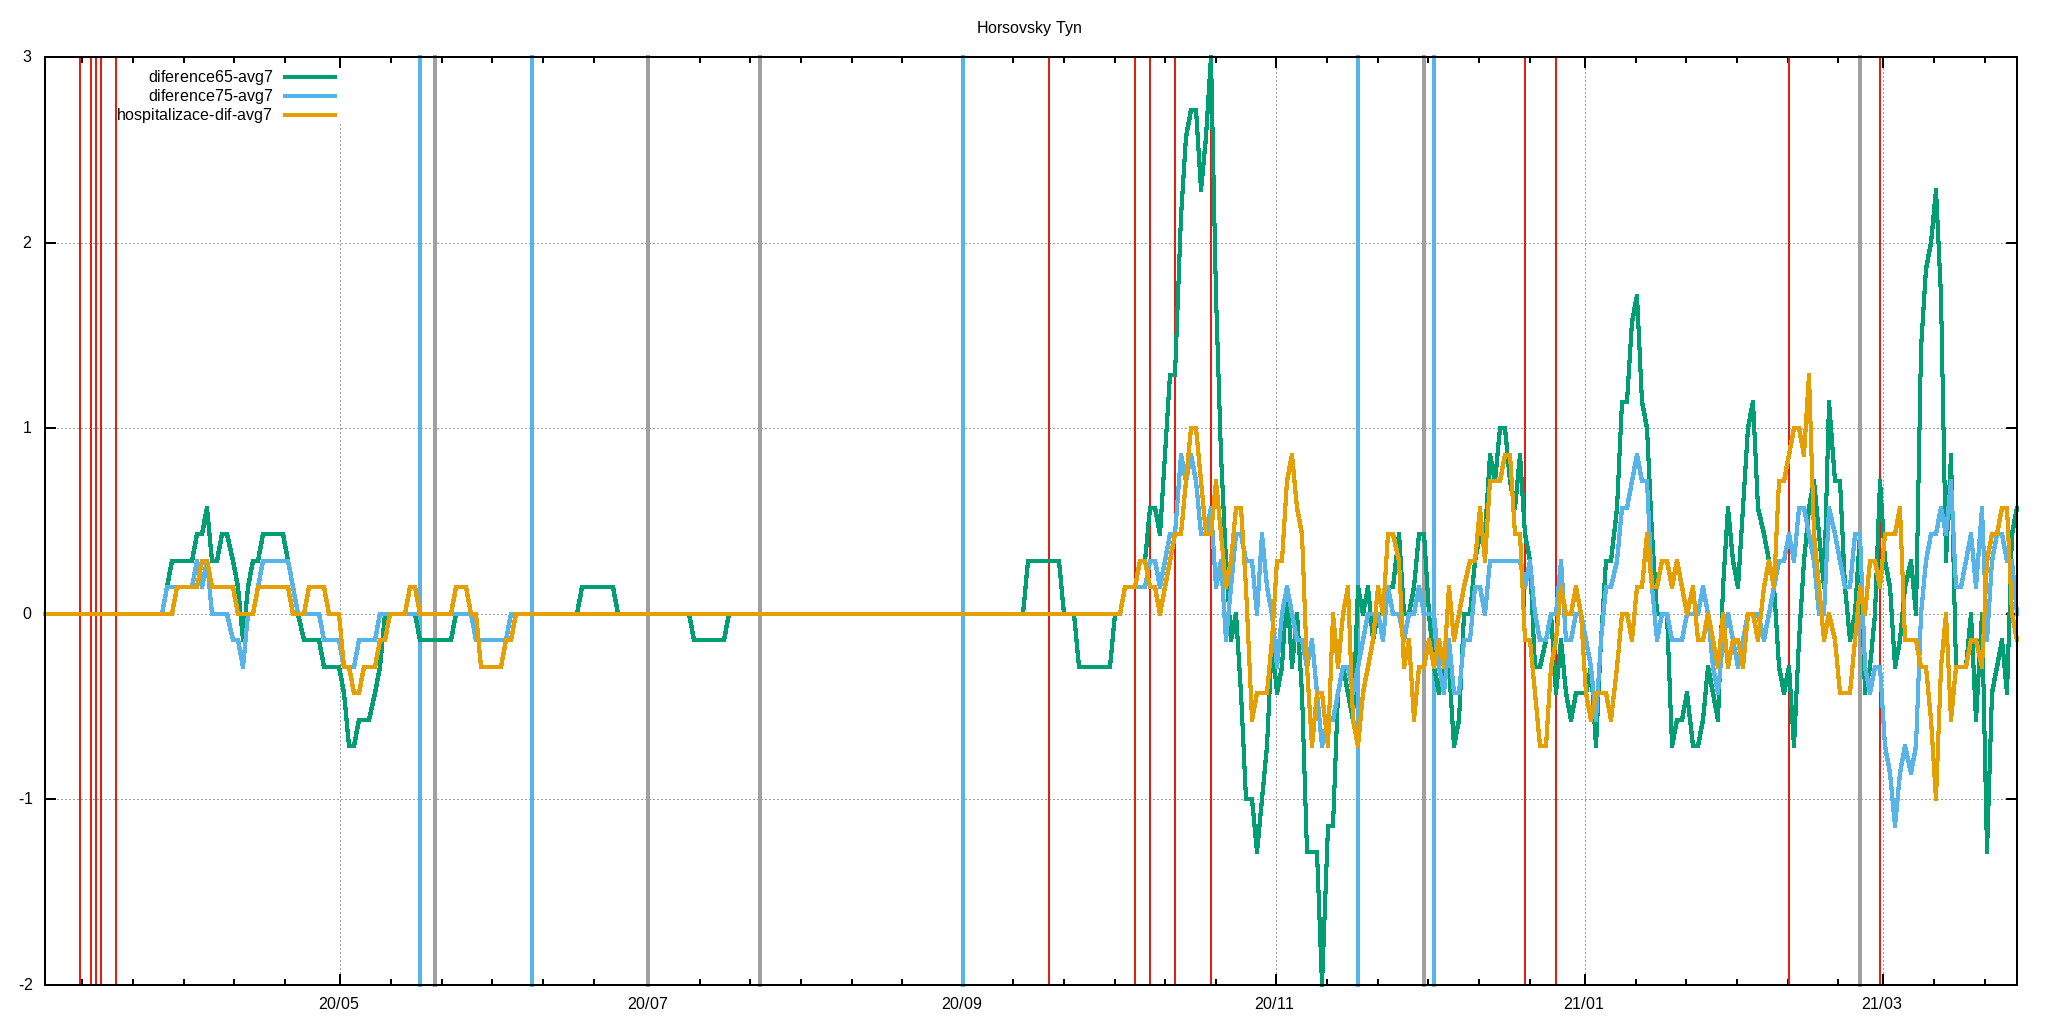 Horsovsky Tyn
3
diference65-avg7
diference75-avg7
hospitalizace-dif-avg7
2
1
0
-1
-2
20/05 20/07 20/09 20/11 21/01 21/03